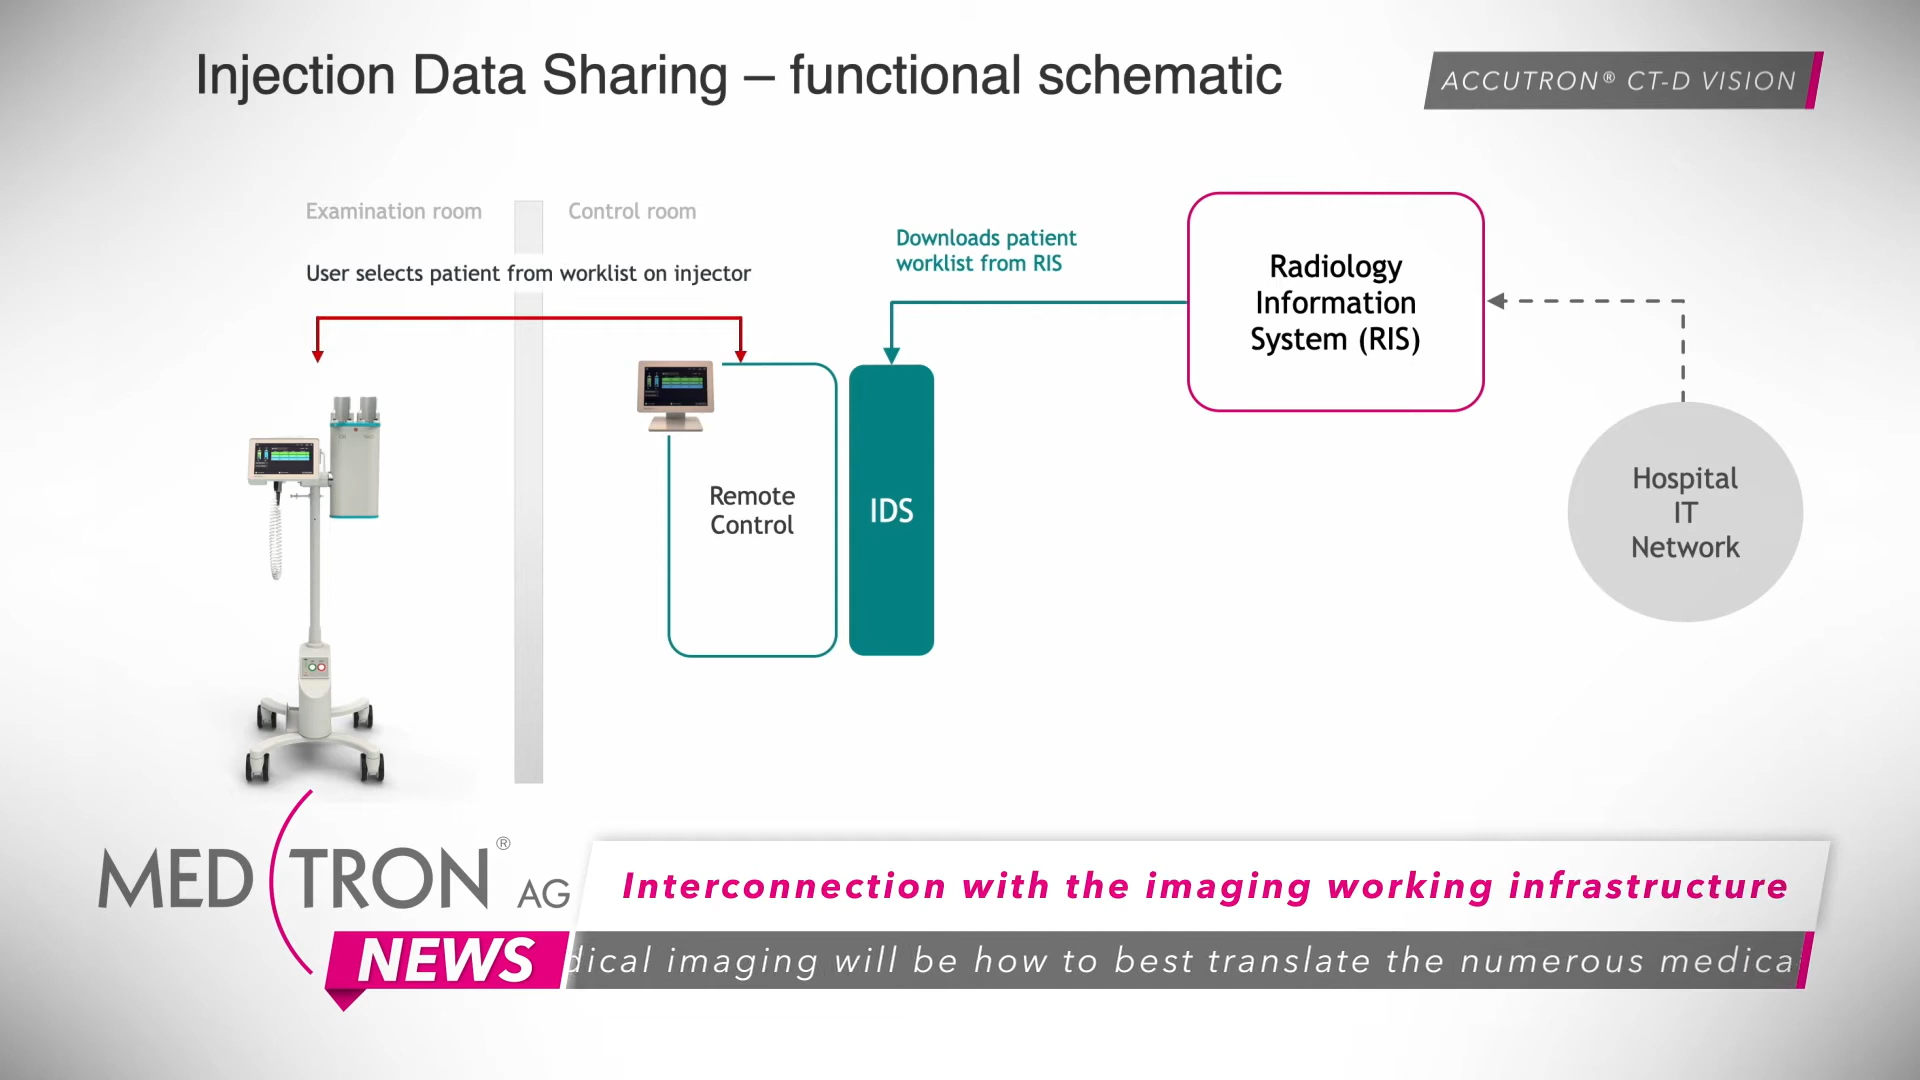 Injection Data Sharing – functional schematic
ACCUTRON® CT-D VISION
Examination room
Control room
User selects patient from worklist on injector
Downloads patient
worklist from RIS
Radiology
Information
System (RIS)
Remote
Control
IDS
Hospital
IT
Network
MEDTRON® AG
NEWS
Interconnection with the imaging working infrastructure
dical imaging will be how to best translate the numerous medica